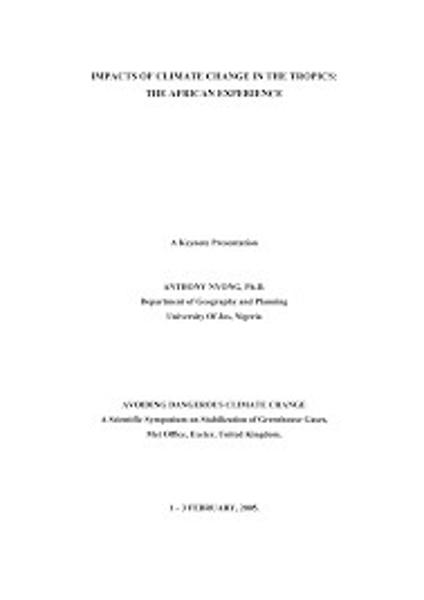 IMPACTS OF CLIMATE CHANGE IN THE TROPICS:
THE AFRICAN EXPERIENCE
A Keynote Presentation
ANTHONY NYONG, Ph.D.
Department of Geography and Planning
University Of Jos, Nigeria
AVOIDING DANGEROUS CLIMATE CHANGE
A Scientific Symposium on Stabilization of Greenhouse Gases,
Met Office, Exeter, United Kingdom,
1 – 3 FEBRUARY, 2005.